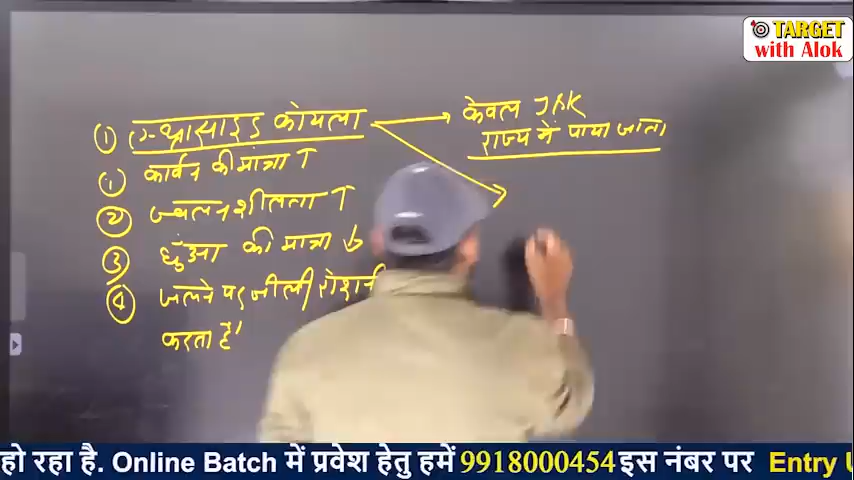 TARGET
with Alok
① एन्थ्रासाइड कोयला
केवल J&K
राज्य में पाया जाता
① कार्बन की मात्रा ↑
② ज्वलनशीलता ↑
③ धुँआ की मात्रा ↓
④ जलने पर नीली रोशनी
करता है
हो रहा है. Online Batch में प्रवेश हेतु हमें 9918000454 इस नंबर पर Entry